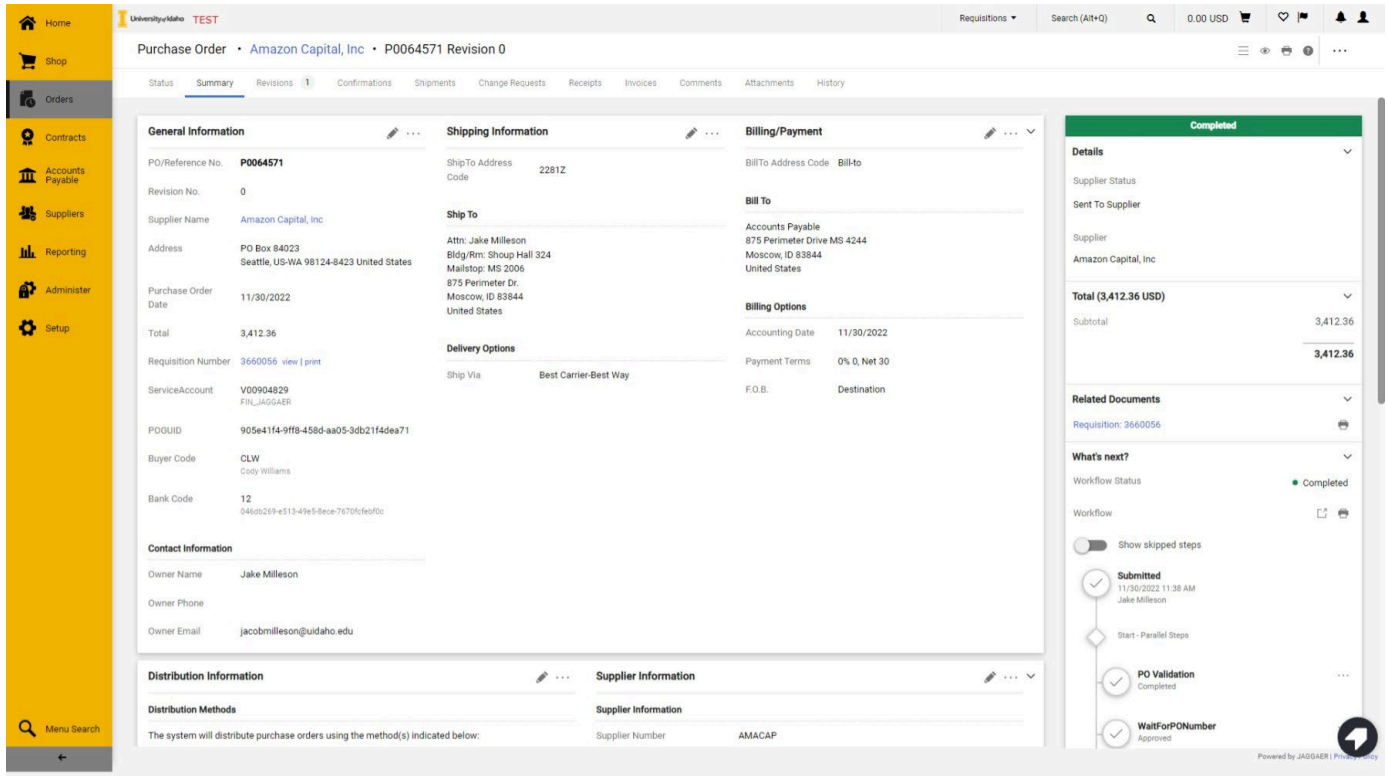 Home
Shop
Orders
Contracts
Accounts
Payable
Suppliers
Reporting
Administer
Setup
Menu Search
University of Idaho TEST
Requisitions
Search (Alt+Q)
0.00 USD
Purchase Order • Amazon Capital, Inc • P0064571 Revision 0
Status Summary Revisions 1 Confirmations Shipments Change Requests Receipts Invoices Comments Attachments History
General Information
PO/Reference No. P0064571
Revision No. 0
Supplier Name Amazon Capital, Inc
Address PO Box 84023
Seattle, US-WA 98124-8423 United States
Purchase Order
Date 11/30/2022
Total 3,412.36
Requisition Number 3660056 view | print
ServiceAccount V00904829
FIN_JAGGAER
POGUID 905e41f4-9ff8-458d-aa05-3db21f4dea71
Buyer Code CLW
Cody Williams
Bank Code 12
046db269-e513-49e5-8ece-7670fcfebf0c
Contact Information
Owner Name Jake Milleson
Owner Phone
Owner Email jacobmilleson@uidaho.edu
Shipping Information
ShipTo Address
Code 2281Z
Ship To
Attn: Jake Milleson
Bldg/Rm: Shoup Hall 324
Mailstop: MS 2006
875 Perimeter Dr.
Moscow, ID 83844
United States
Delivery Options
Ship Via Best Carrier-Best Way
Billing/Payment
BillTo Address Code Bill-to
Bill To
Accounts Payable
875 Perimeter Drive MS 4244
Moscow, ID 83844
United States
Billing Options
Accounting Date 11/30/2022
Payment Terms 0% 0, Net 30
F.O.B. Destination
Distribution Information
Distribution Methods
The system will distribute purchase orders using the method(s) indicated below:
Supplier Information
Supplier Information
Supplier Number AMACAP
Completed
Details
Supplier Status
Sent To Supplier
Supplier
Amazon Capital, Inc
Total (3,412.36 USD)
Subtotal 3,412.36
3,412.36
Related Documents
Requisition: 3660056
What's next?
Workflow Status Completed
Workflow
Show skipped steps
Submitted
11/30/2022 11:38 AM
Jake Milleson
Start - Parallel Steps
PO Validation
Completed
WaitForPONumber
Approved
Powered by JAGGAER | Privacy Policy